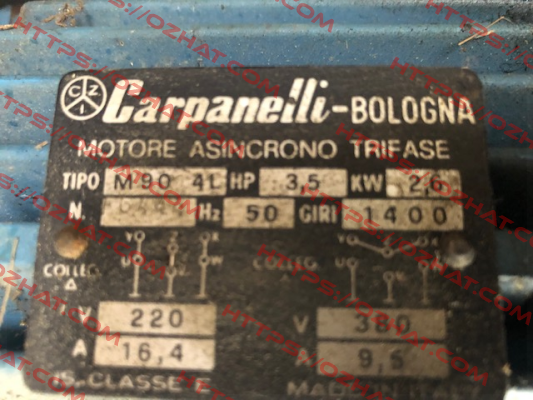 Carpanelli-BOLOGNA
MOTORE ASINCRONO TRIFASE
TIPO M90 4L HP 3,5 KW 2,6
N. Hz 50 GIRI 1400
Y Z X
U W
COLLEG. Δ
V 220 V 380
A 16,4 A 9,5
IS. CLASSE E MADE IN ITALY
HTTPS://OZHAT.COM